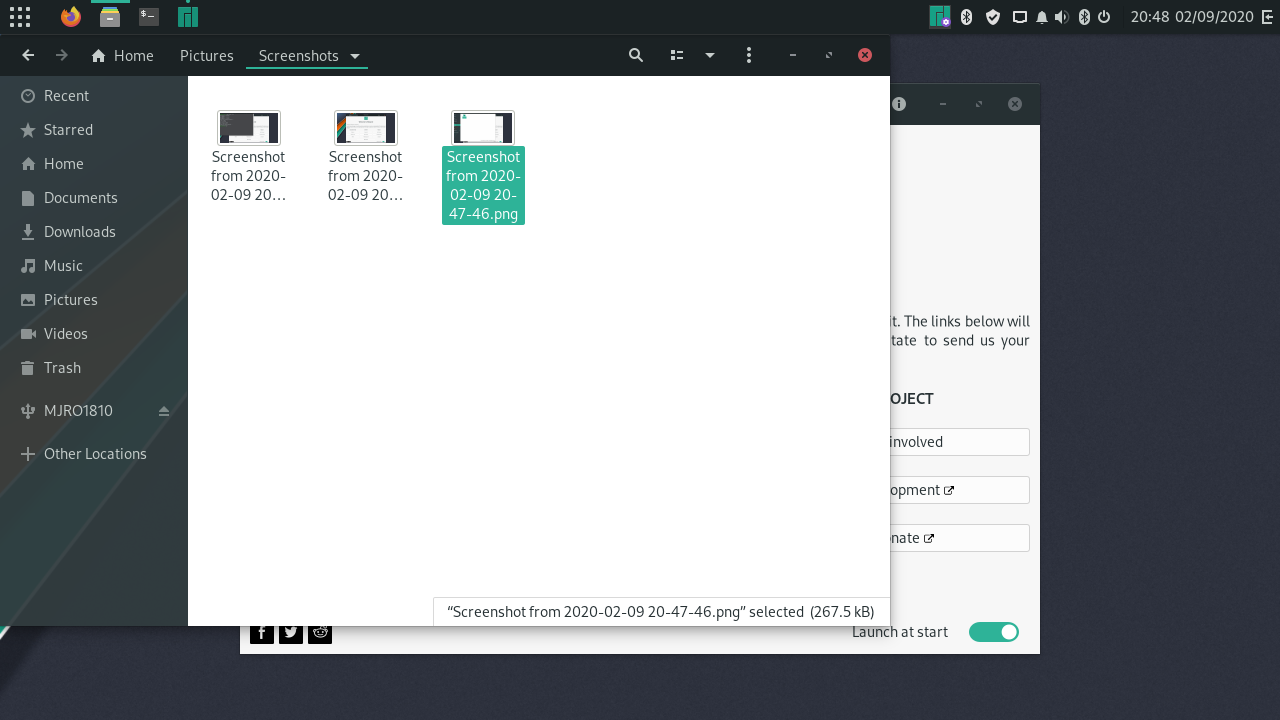 20:48 02/09/2020
Home Pictures Screenshots
Recent
Starred
Home
Documents
Downloads
Music
Pictures
Videos
Trash
MJRO1810
Other Locations
Screenshot
from 2020-
02-09 20…
Screenshot
from 2020-
02-09 20…
Screenshot
from 2020-
02-09 20-
47-46.png
it. The links below will
tate to send us your
OJECT
involved
opment
nate
“Screenshot from 2020-02-09 20-47-46.png” selected (267.5 kB)
Launch at start